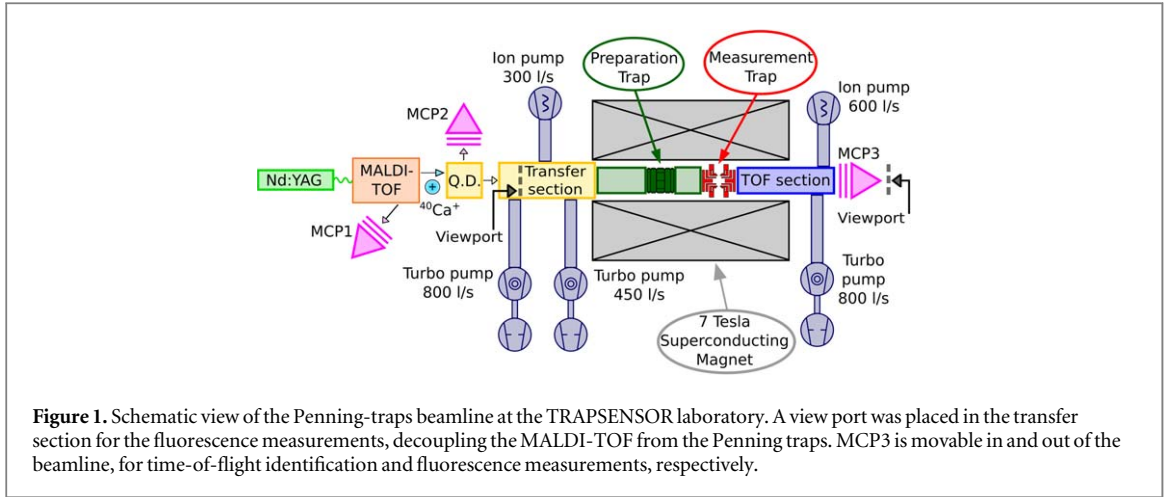 Ion pump
300 l/s
Preparation
Trap
Measurement
Trap
Ion pump
600 l/s
MCP2
MCP3
Nd:YAG
MALDI-
TOF
Q.D.
Transfer
section
TOF section
+
⁴⁰Ca⁺
MCP1
Viewport
Viewport
Turbo pump
800 l/s
Turbo pump
450 l/s
Turbo
pump
800 l/s
7 Tesla
Superconducting
Magnet
Figure 1. Schematic view of the Penning-traps beamline at the TRAPSENSOR laboratory. A view port was placed in the transfer
section for the fluorescence measurements, decoupling the MALDI-TOF from the Penning traps. MCP3 is movable in and out of the
beamline, for time-of-flight identification and fluorescence measurements, respectively.